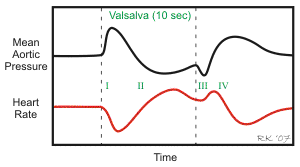 Valsalva (10 sec)
Mean
Aortic
Pressure
I II III IV
Heart
Rate
RK '07
Time